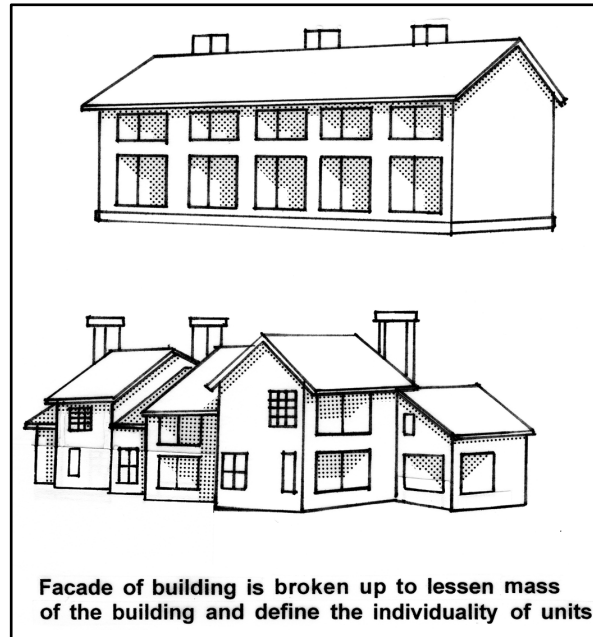 Facade of building is broken up to lessen mass
of the building and define the individuality of units